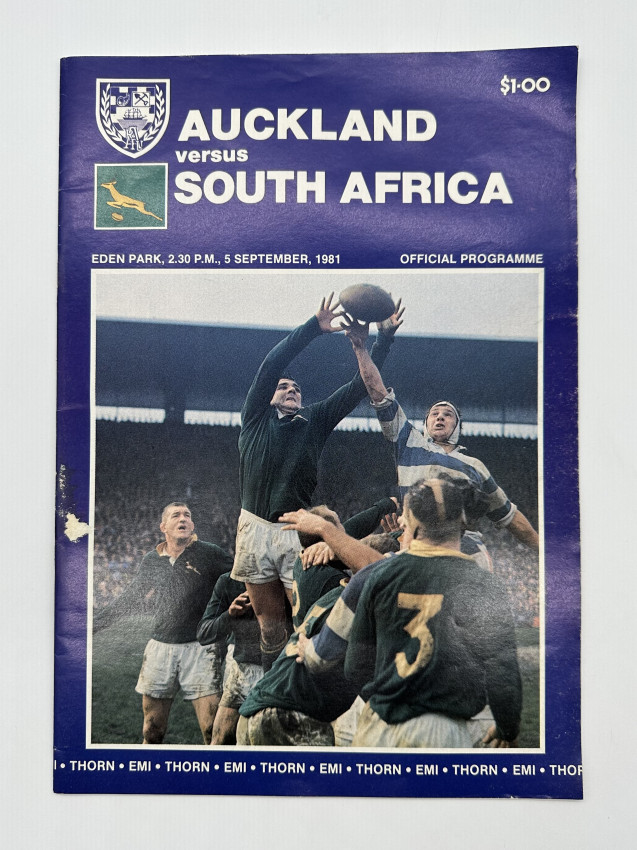 $1·00
AUCKLAND
versus
SOUTH AFRICA
EDEN PARK, 2.30 P.M., 5 SEPTEMBER, 1981
OFFICIAL PROGRAMME
3
I • THORN • EMI • THORN • EMI • THORN • EMI • THORN • EMI • THORN • EMI • THOR